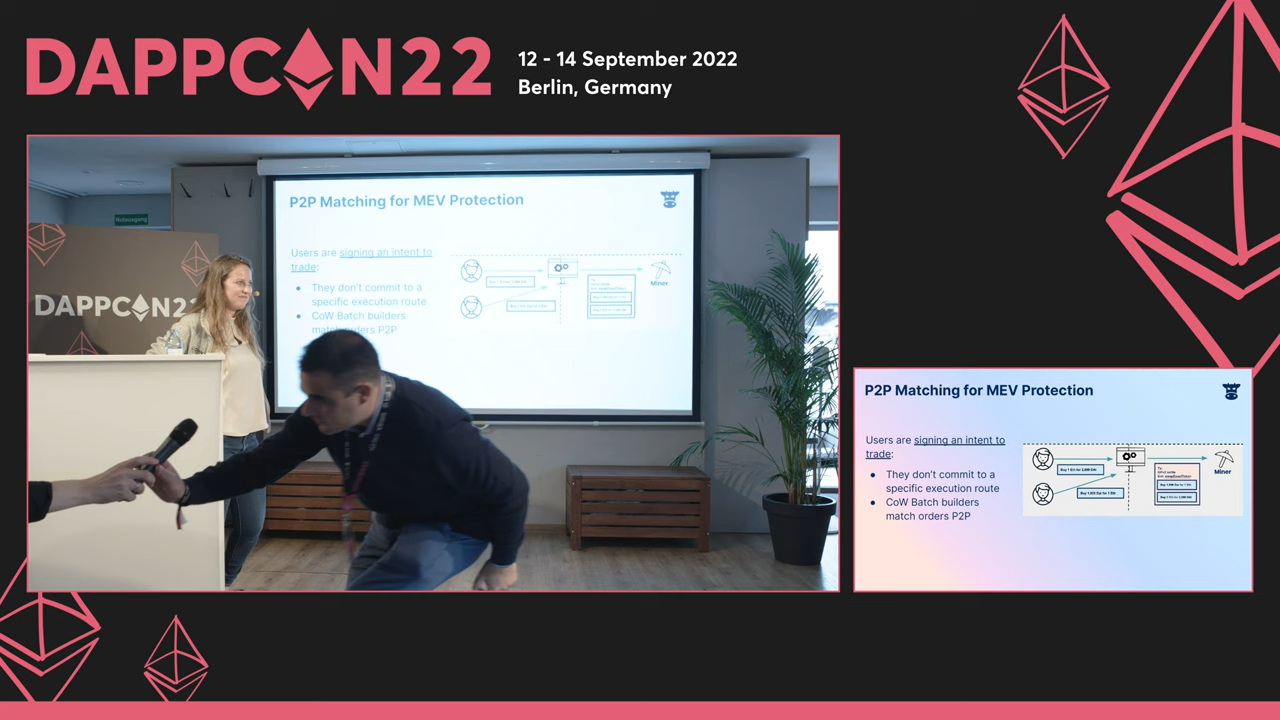 DAPPCON22
12 - 14 September 2022
Berlin, Germany
Notausgang
DAPPCON2
P2P Matching for MEV Protection
Users are signing an intent to
trade:
● They don't commit to a
specific execution route
● CoW Batch builders
match orders P2P
Miner
P2P Matching for MEV Protection
Users are signing an intent to
trade:
● They don't commit to a
specific execution route
● CoW Batch builders
match orders P2P
Miner